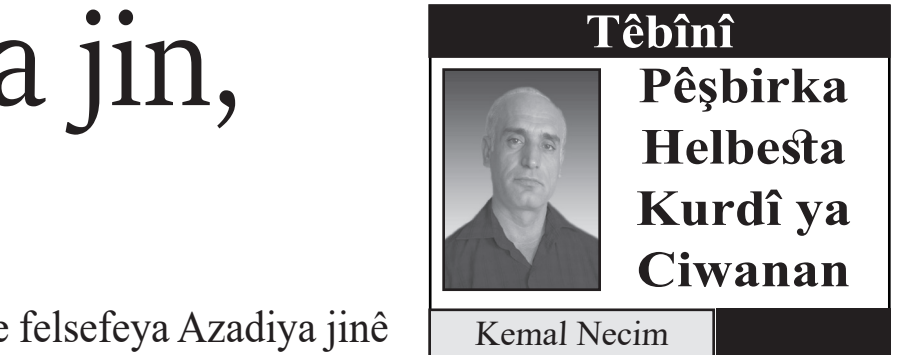 a jin,
e felsefeya Azadiya jinê
Têbînî
Pêşbirka
Helbesta
Kurdî ya
Ciwanan
Kemal Necim